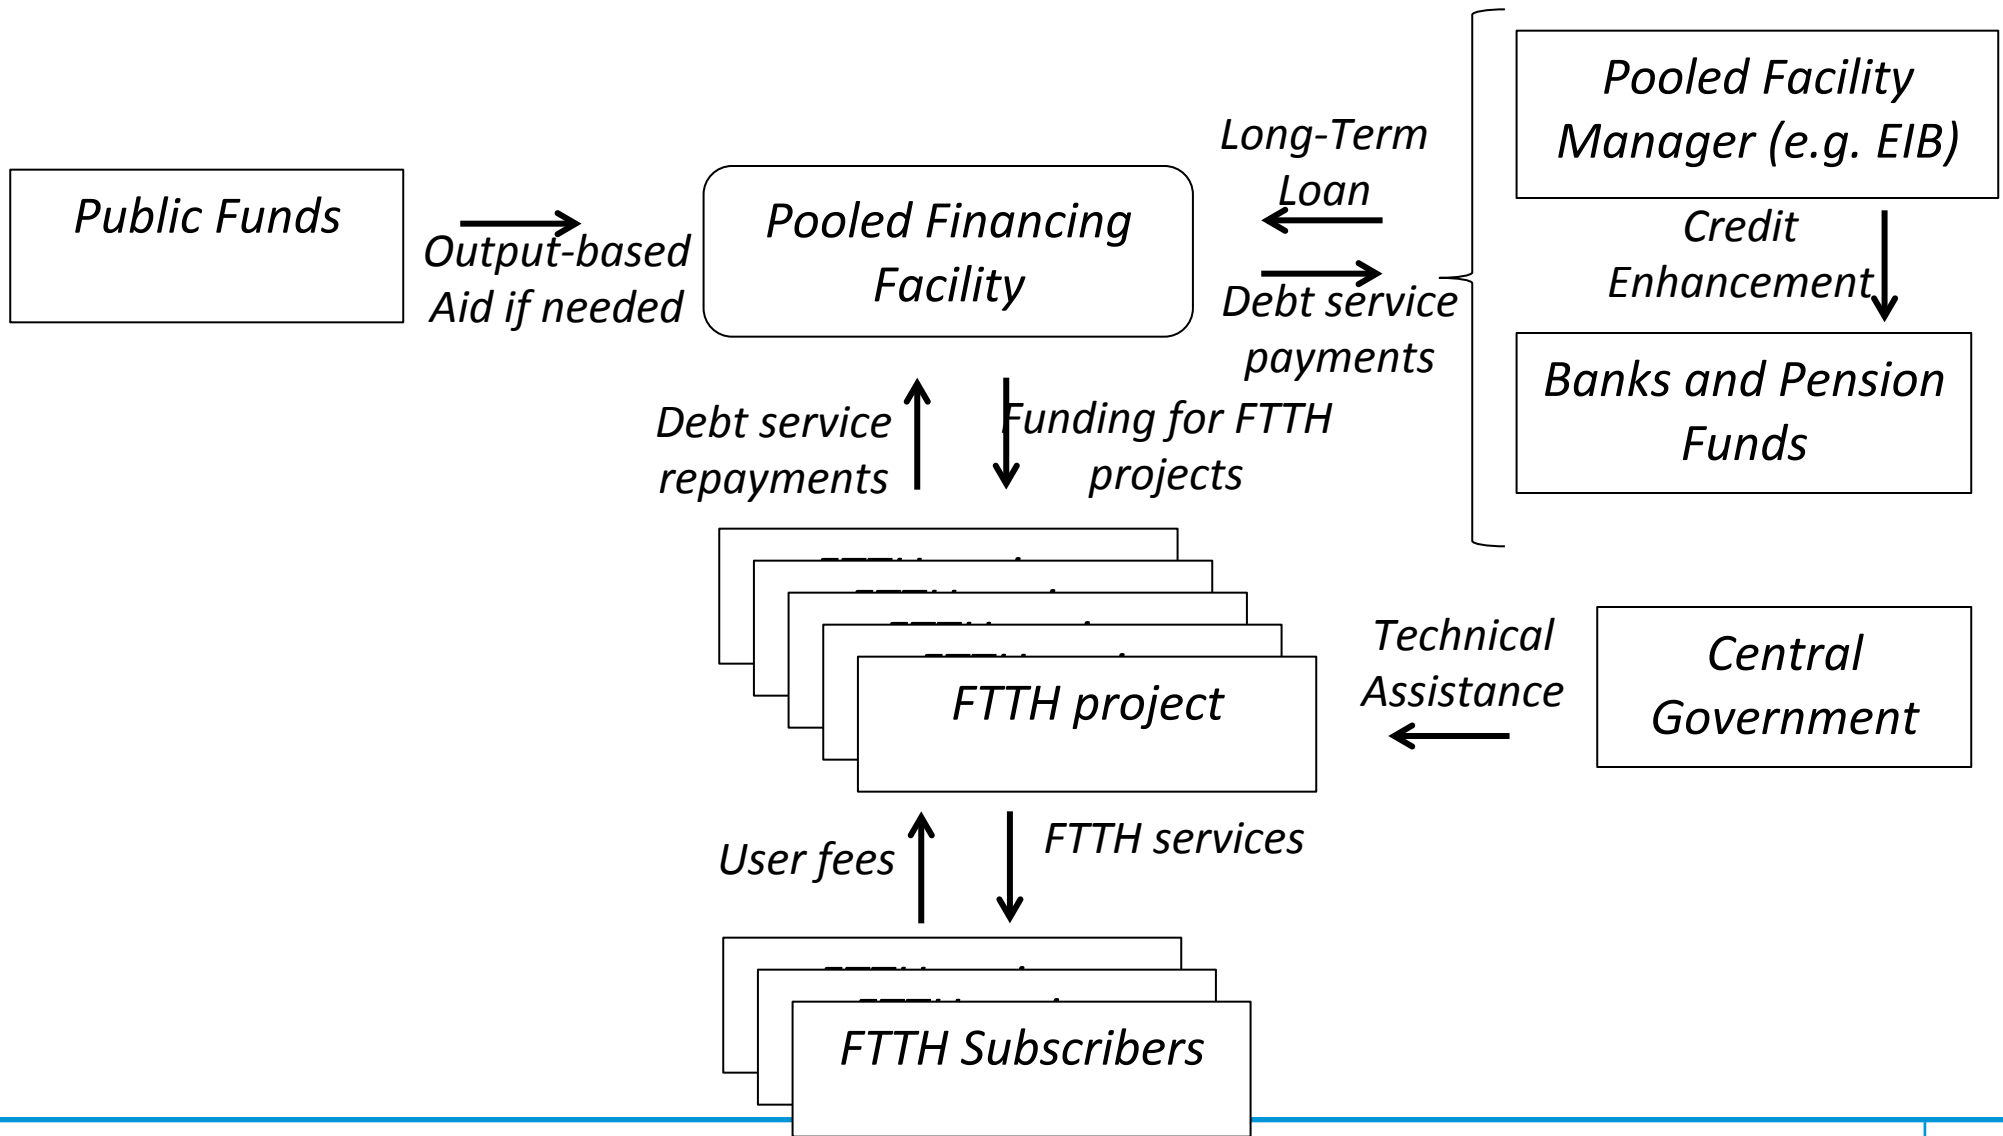 Public Funds
Output-based
Aid if needed
Pooled Financing
Facility
Long-Term
Loan
Debt service
payments
Pooled Facility
Manager (e.g. EIB)
Credit
Enhancement
Banks and Pension
Funds
Debt service
repayments
Funding for FTTH
projects
FTTH project
Technical
Assistance
Central
Government
User fees
FTTH services
FTTH Subscribers